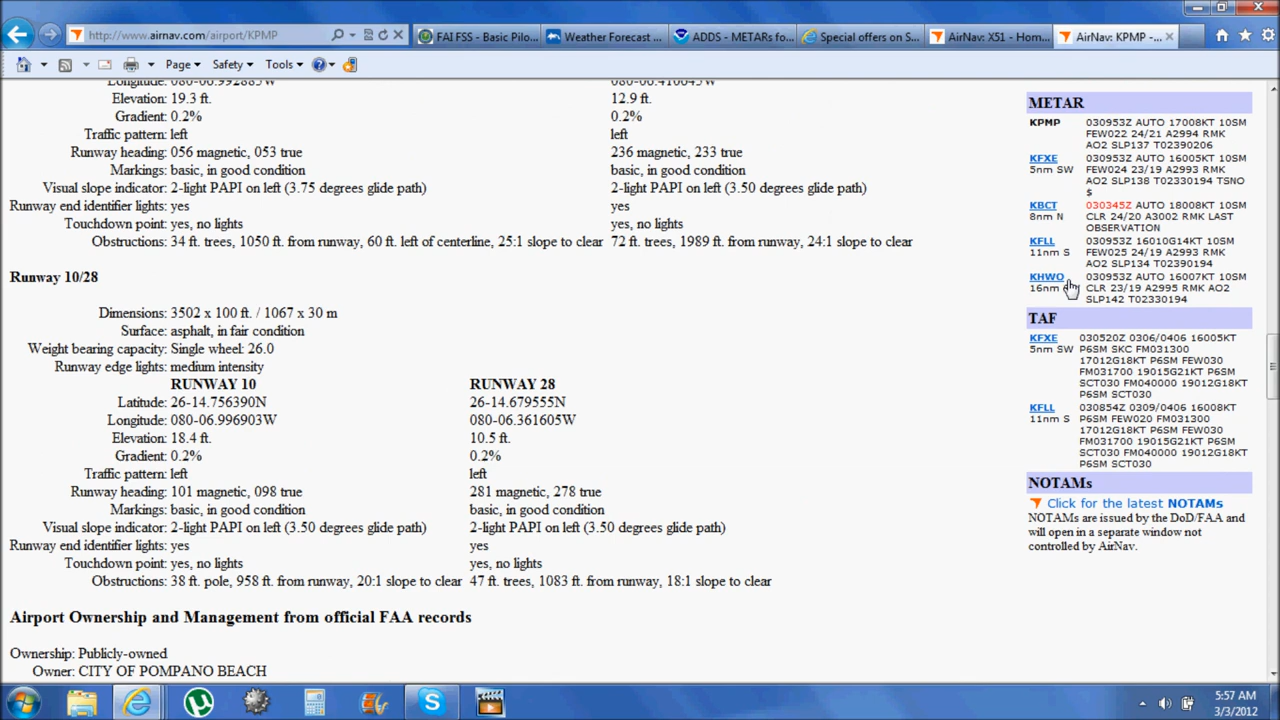 http://www.airnav.com/airport/KPMP
FAI FSS - Basic Pilo...
Weather Forecast ...
ADDS - METARs fo...
Special offers on S...
AirNav: X51 - Hom...
AirNav: KPMP -...
Page
Safety
Tools
Longitude: 080-06.992885W 080-06.410645W
Elevation: 19.3 ft. 12.9 ft.
Gradient: 0.2% 0.2%
Traffic pattern: left left
Runway heading: 056 magnetic, 053 true 236 magnetic, 233 true
Markings: basic, in good condition basic, in good condition
Visual slope indicator: 2-light PAPI on left (3.75 degrees glide path) 2-light PAPI on left (3.50 degrees glide path)
Runway end identifier lights: yes yes
Touchdown point: yes, no lights yes, no lights
Obstructions: 34 ft. trees, 1050 ft. from runway, 60 ft. left of centerline, 25:1 slope to clear 72 ft. trees, 1989 ft. from runway, 24:1 slope to clear
Runway 10/28
Dimensions: 3502 x 100 ft. / 1067 x 30 m
Surface: asphalt, in fair condition
Weight bearing capacity: Single wheel: 26.0
Runway edge lights: medium intensity
RUNWAY 10 RUNWAY 28
Latitude: 26-14.756390N 26-14.679555N
Longitude: 080-06.996903W 080-06.361605W
Elevation: 18.4 ft. 10.5 ft.
Gradient: 0.2% 0.2%
Traffic pattern: left left
Runway heading: 101 magnetic, 098 true 281 magnetic, 278 true
Markings: basic, in good condition basic, in good condition
Visual slope indicator: 2-light PAPI on left (3.50 degrees glide path) 2-light PAPI on left (3.50 degrees glide path)
Runway end identifier lights: yes yes
Touchdown point: yes, no lights yes, no lights
Obstructions: 38 ft. pole, 958 ft. from runway, 20:1 slope to clear 47 ft. trees, 1083 ft. from runway, 18:1 slope to clear
Airport Ownership and Management from official FAA records
Ownership: Publicly-owned
Owner: CITY OF POMPANO BEACH
METAR
KPMP 030953Z AUTO 17008KT 10SM
FEW022 24/21 A2994 RMK
AO2 SLP137 T02390206
KFXE 030953Z AUTO 16005KT 10SM
5nm SW FEW024 23/19 A2993 RMK
AO2 SLP138 T02330194 TSNO
$
KBCT 030345Z AUTO 18008KT 10SM
8nm N CLR 24/20 A3002 RMK LAST
OBSERVATION
KFLL 030953Z 16010G14KT 10SM
11nm S FEW025 24/19 A2993 RMK
AO2 SLP134 T02390194
KHWO 030953Z AUTO 16007KT 10SM
16nm CLR 23/19 A2995 RMK AO2
SLP142 T02330194
TAF
KFXE 030520Z 0306/0406 16005KT
5nm SW P6SM SKC FM031300
17012G18KT P6SM FEW030
FM031700 19015G21KT P6SM
SCT030 FM040000 19012G18KT
P6SM SCT030
KFLL 030854Z 0309/0406 16008KT
11nm S P6SM FEW020 FM031300
17012G18KT P6SM FEW030
FM031700 19015G21KT P6SM
SCT030 FM040000 19012G18KT
P6SM SCT030
NOTAMs
Click for the latest NOTAMs
NOTAMs are issued by the DoD/FAA and
will open in a separate window not
controlled by AirNav.
5:57 AM
3/3/2012